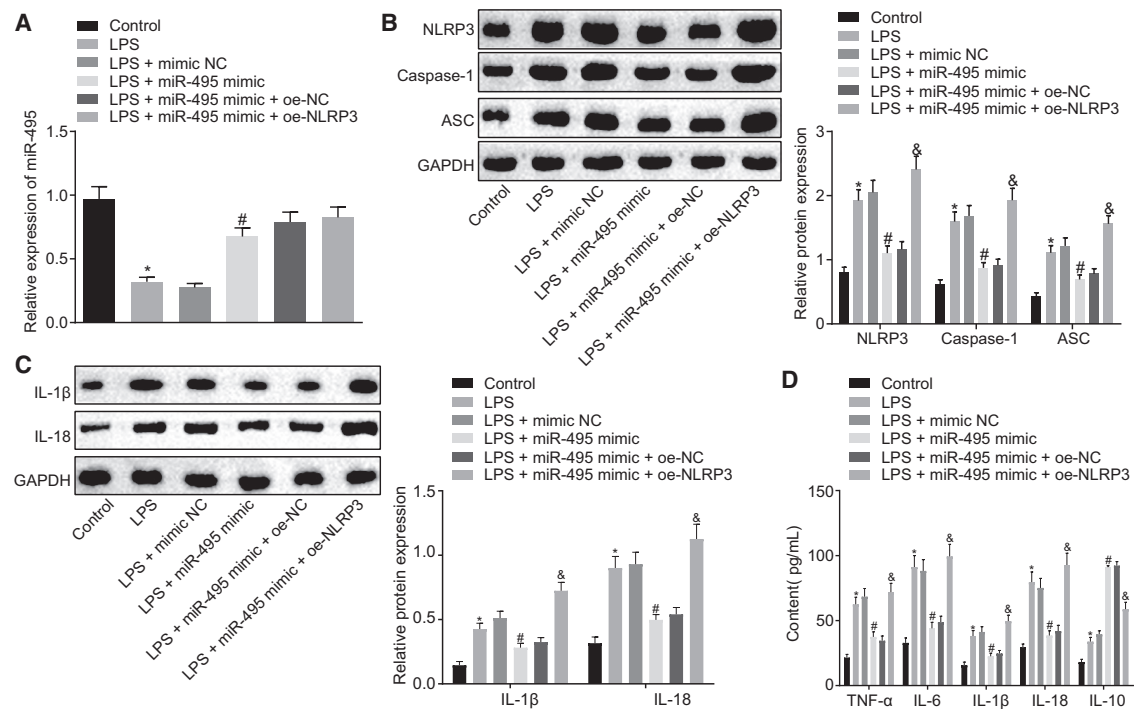 A
Control
LPS
LPS + mimic NC
LPS + miR-495 mimic
LPS + miR-495 mimic + oe-NC
LPS + miR-495 mimic + oe-NLRP3
Relative expression of miR-495
1.5
1.0
0.5
0.0
*
#
B
NLRP3
Caspase-1
ASC
GAPDH
Control
LPS
LPS + mimic NC
LPS + miR-495 mimic
LPS + miR-495 mimic + oe-NC
LPS + miR-495 mimic + oe-NLRP3
Control
LPS
LPS + mimic NC
LPS + miR-495 mimic
LPS + miR-495 mimic + oe-NC
LPS + miR-495 mimic + oe-NLRP3
Relative protein expression
3
2
1
0
* # &
* # &
* # &
NLRP3 Caspase-1 ASC
C
IL-1β
IL-18
GAPDH
Control
LPS
LPS + mimic NC
LPS + miR-495 mimic
LPS + miR-495 mimic + oe-NC
LPS + miR-495 mimic + oe-NLRP3
Control
LPS
LPS + mimic NC
LPS + miR-495 mimic
LPS + miR-495 mimic + oe-NC
LPS + miR-495 mimic + oe-NLRP3
Relative protein expression
1.5
1.0
0.5
0.0
* # &
* # &
IL-1β IL-18
D
Control
LPS
LPS + mimic NC
LPS + miR-495 mimic
LPS + miR-495 mimic + oe-NC
LPS + miR-495 mimic + oe-NLRP3
Content( pg/mL)
150
100
50
0
* # &
* # &
* # &
* # &
* # &
TNF-α IL-6 IL-1β IL-18 IL-10